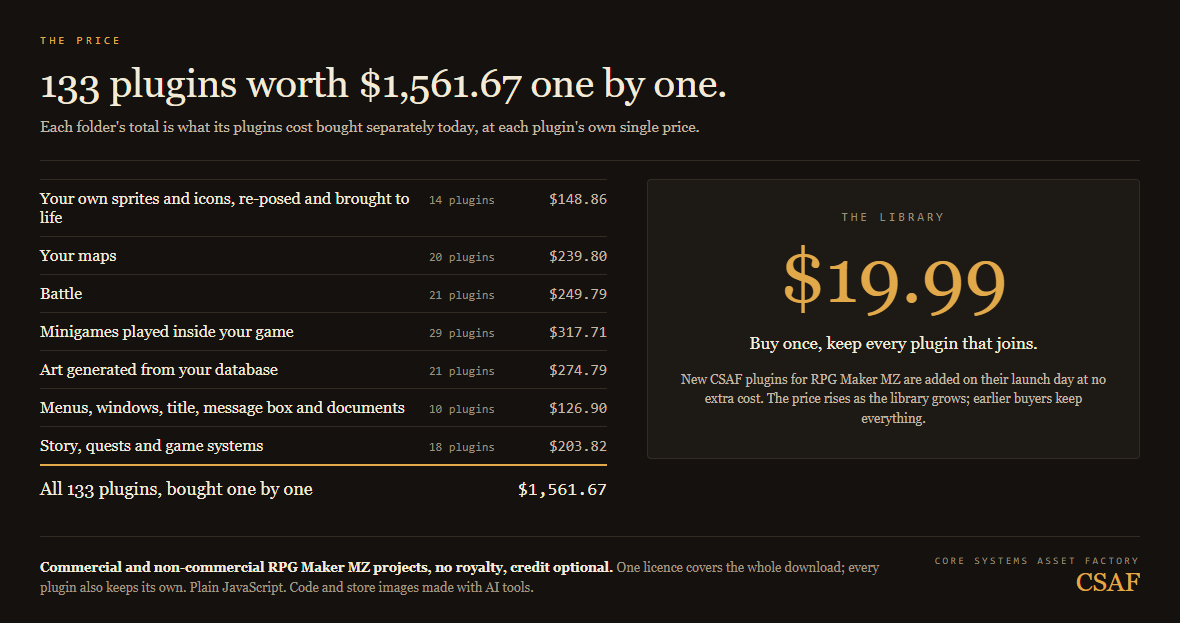 THE PRICE
133 plugins worth $1,561.67 one by one.
Each folder's total is what its plugins cost bought separately today, at each plugin's own single price.
Your own sprites and icons, re-posed and brought to
life
14 plugins
$148.86
Your maps
20 plugins
$239.80
Battle
21 plugins
$249.79
Minigames played inside your game
29 plugins
$317.71
Art generated from your database
21 plugins
$274.79
Menus, windows, title, message box and documents
10 plugins
$126.90
Story, quests and game systems
18 plugins
$203.82
All 133 plugins, bought one by one
$1,561.67
THE LIBRARY
$19.99
Buy once, keep every plugin that joins.
New CSAF plugins for RPG Maker MZ are added on their launch day at no
extra cost. The price rises as the library grows; earlier buyers keep
everything.
Commercial and non-commercial RPG Maker MZ projects, no royalty, credit optional. One licence covers the whole download; every
plugin also keeps its own. Plain JavaScript. Code and store images made with AI tools.
CORE SYSTEMS ASSET FACTORY
CSAF